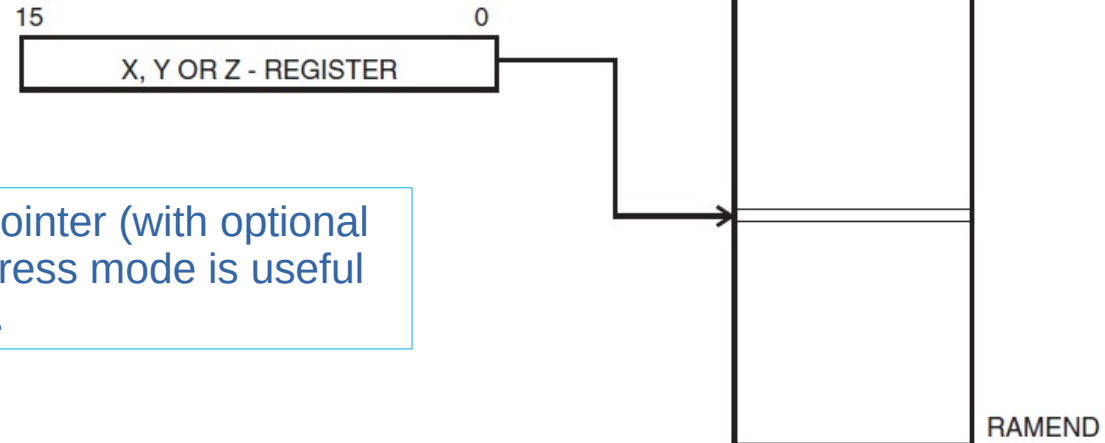 15 0
X, Y OR Z - REGISTER
ointer (with optional
ress mode is useful
.
RAMEND